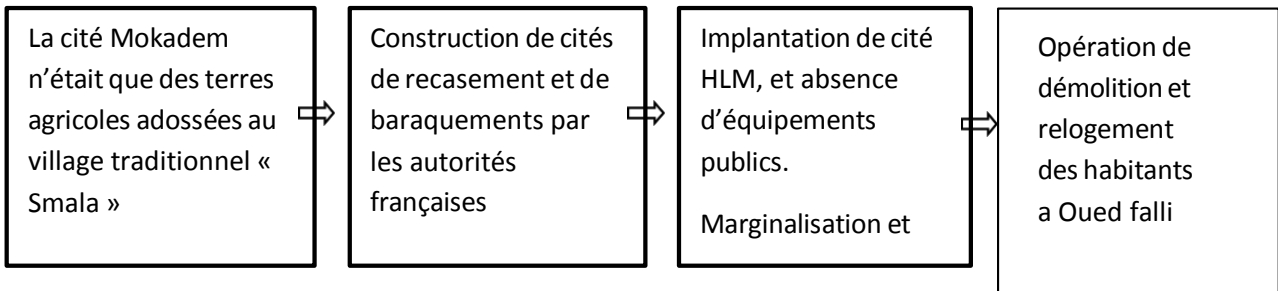 La cité Mokadem
n’était que des terres
agricoles adossées au
village traditionnel «
Smala »
Construction de cités
de recasement et de
baraquements par
les autorités
françaises
Implantation de cité
HLM, et absence
d’équipements
publics.
Marginalisation et
Opération de
démolition et
relogement
des habitants
a Oued falli